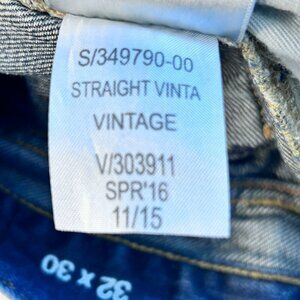 S/349790-00
STRAIGHT VINTA
VINTAGE
V/303911
SPR'16
11/15
32 x 30